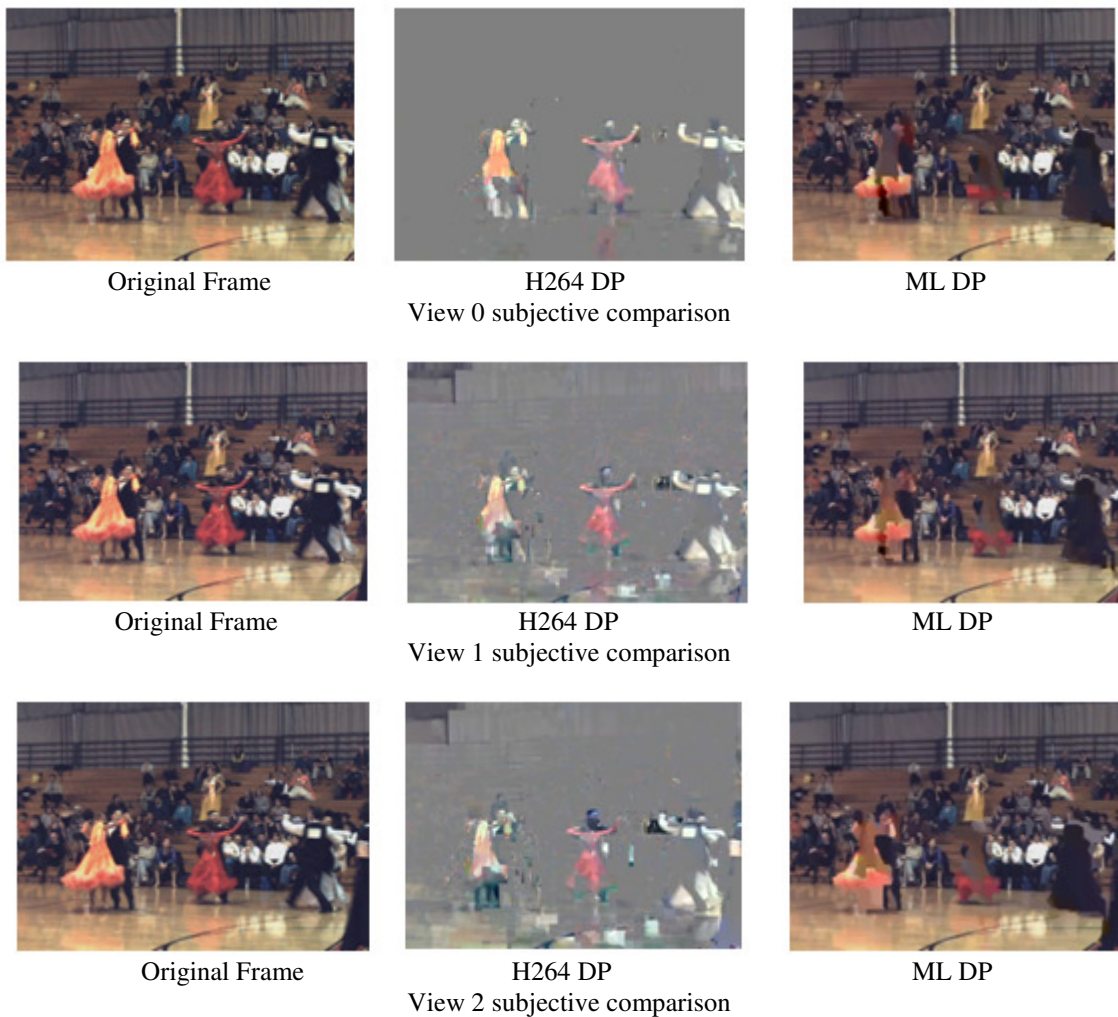 Original Frame H264 DP ML DP
View 0 subjective comparison
Original Frame H264 DP ML DP
View 1 subjective comparison
Original Frame H264 DP ML DP
View 2 subjective comparison